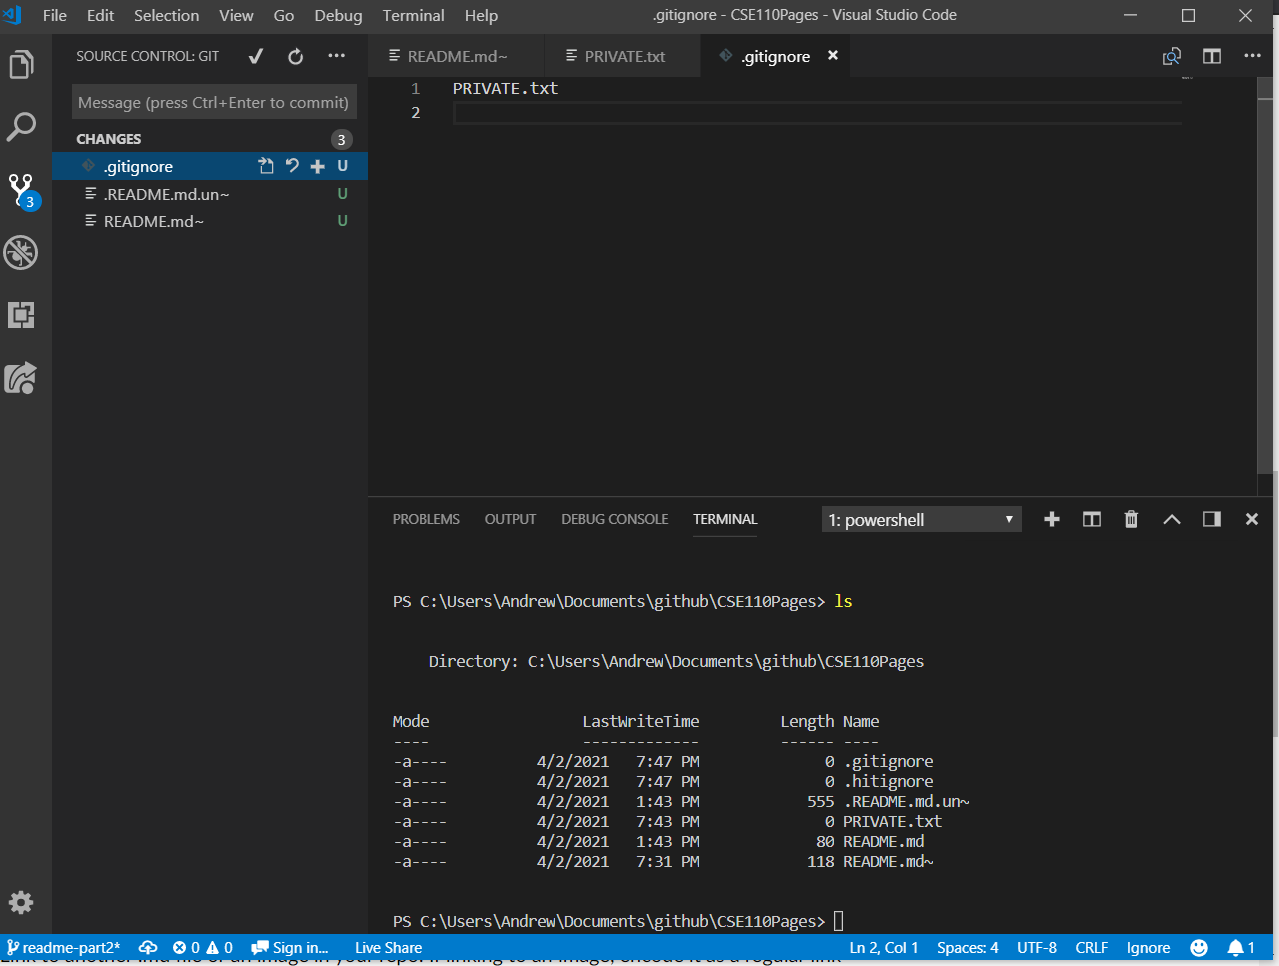 File Edit Selection View Go Debug Terminal Help .gitignore - CSE110Pages - Visual Studio Code
SOURCE CONTROL: GIT
README.md~ PRIVATE.txt .gitignore
Message (press Ctrl+Enter to commit)
CHANGES 3
.gitignore U
.README.md.un~ U
README.md~ U
3
1 PRIVATE.txt
2
PROBLEMS OUTPUT DEBUG CONSOLE TERMINAL 1: powershell
PS C:\Users\Andrew\Documents\github\CSE110Pages> ls
Directory: C:\Users\Andrew\Documents\github\CSE110Pages
Mode LastWriteTime Length Name
---- ------------- ------ ----
-a---- 4/2/2021 7:47 PM 0 .gitignore
-a---- 4/2/2021 7:47 PM 0 .hitignore
-a---- 4/2/2021 1:43 PM 555 .README.md.un~
-a---- 4/2/2021 7:43 PM 0 PRIVATE.txt
-a---- 4/2/2021 1:43 PM 80 README.md
-a---- 4/2/2021 7:31 PM 118 README.md~
PS C:\Users\Andrew\Documents\github\CSE110Pages>
readme-part2* 0 0 Sign in... Live Share Ln 2, Col 1 Spaces: 4 UTF-8 CRLF Ignore 1